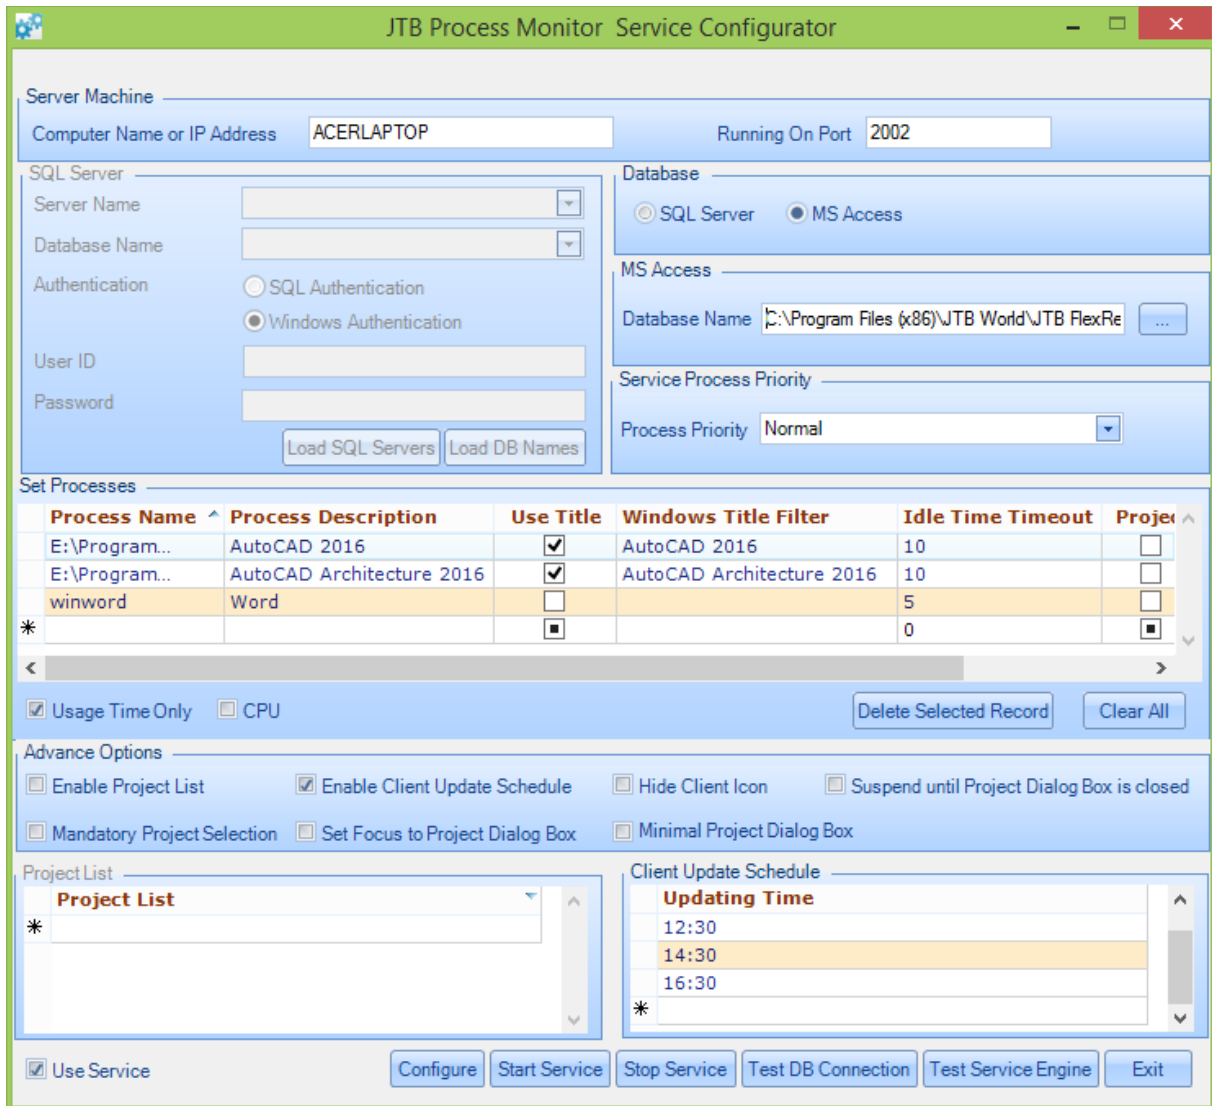 JTB Process Monitor  Service Configurator
Server Machine
Computer Name or IP Address ACERLAPTOP Running On Port 2002
SQL Server
Server Name
Database Name
Authentication SQL Authentication
Windows Authentication
User ID
Password
Load SQL Servers Load DB Names
Database
SQL Server MS Access
MS Access
Database Name C:\Program Files (x86)\JTB World\JTB FlexRe ...
Service Process Priority
Process Priority Normal
Set Processes
Process Name Process Description Use Title Windows Title Filter Idle Time Timeout Projec
E:\Program... AutoCAD 2016 AutoCAD 2016 10
E:\Program... AutoCAD Architecture 2016 AutoCAD Architecture 2016 10
winword Word 5
0
Usage Time Only CPU Delete Selected Record Clear All
Advance Options
Enable Project List Enable Client Update Schedule Hide Client Icon Suspend until Project Dialog Box is closed
Mandatory Project Selection Set Focus to Project Dialog Box Minimal Project Dialog Box
Project List
Project List
Client Update Schedule
Updating Time
12:30
14:30
16:30
Use Service Configure Start Service Stop Service Test DB Connection Test Service Engine Exit